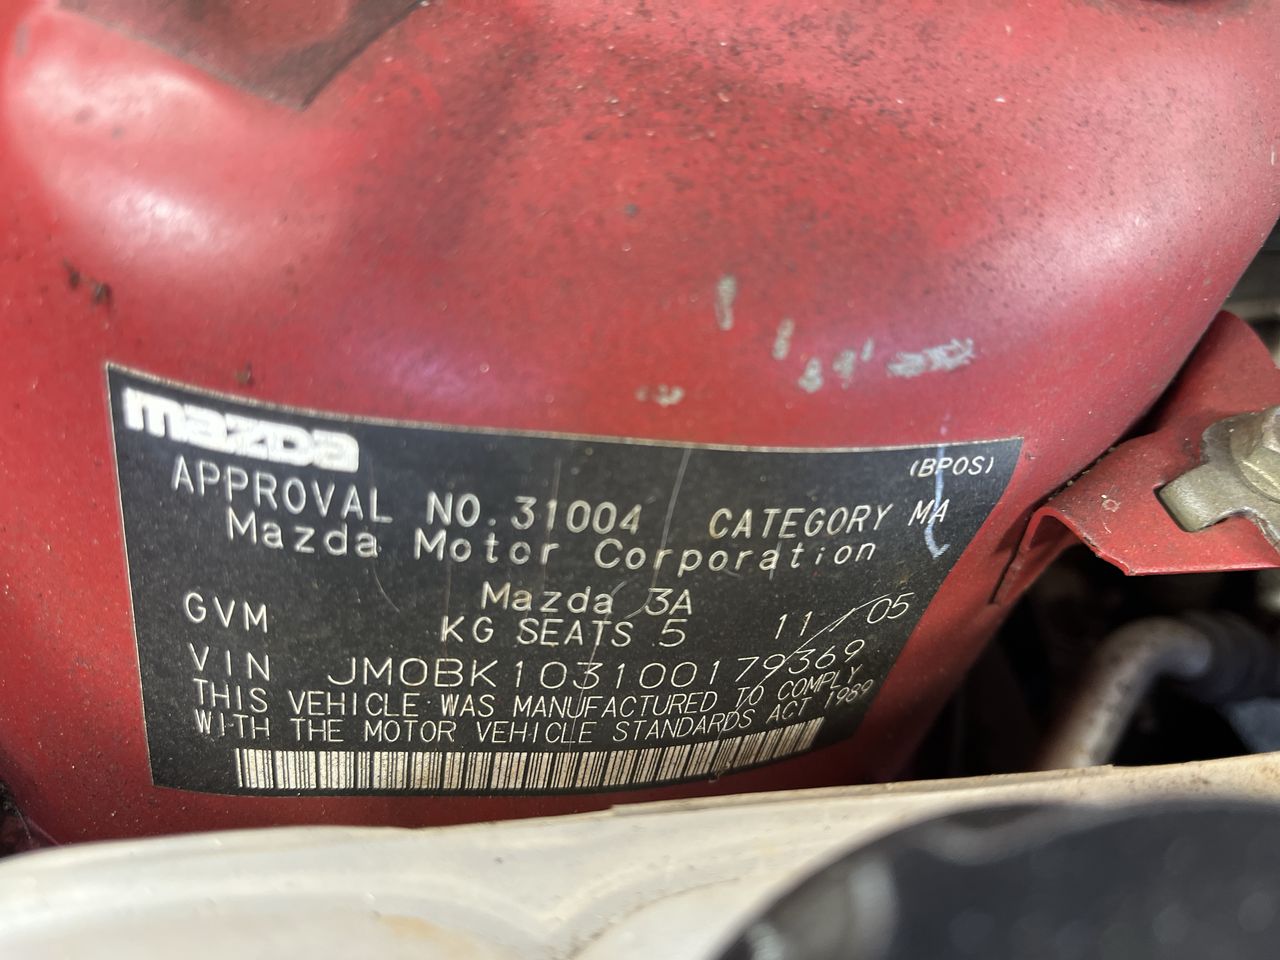 mazda
(BPOS)
APPROVAL NO. 31004 CATEGORY MA
Mazda Motor Corporation
Mazda 3A
GVM KG SEATS 5 11/05
VIN JM0BK103100179369
THIS VEHICLE WAS MANUFACTURED TO COMPLY
WITH THE MOTOR VEHICLE STANDARDS ACT 1989